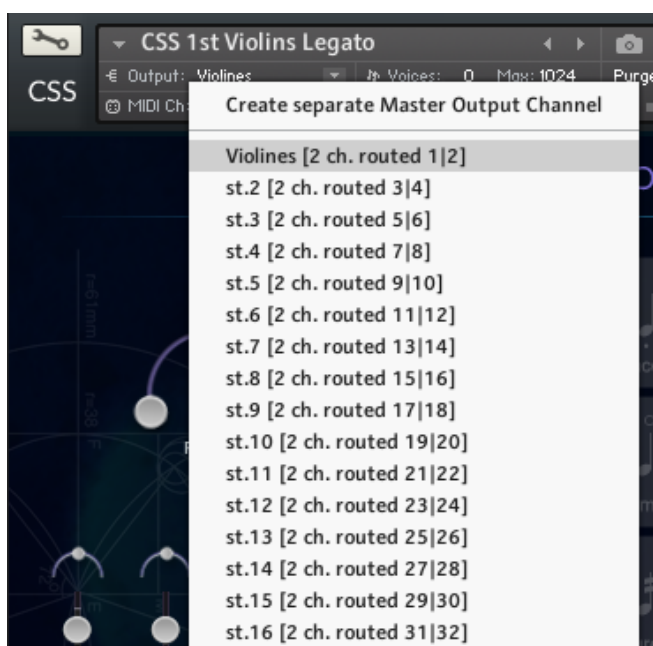 CSS 1st Violins Legato
CSS
Output: Violines Voices: 0 Max: 1024 Purge
MIDI Ch
Create separate Master Output Channel
Violines [2 ch. routed 1|2]
st.2 [2 ch. routed 3|4]
st.3 [2 ch. routed 5|6]
st.4 [2 ch. routed 7|8]
st.5 [2 ch. routed 9|10]
st.6 [2 ch. routed 11|12]
st.7 [2 ch. routed 13|14]
st.8 [2 ch. routed 15|16]
st.9 [2 ch. routed 17|18]
st.10 [2 ch. routed 19|20]
st.11 [2 ch. routed 21|22]
st.12 [2 ch. routed 23|24]
st.13 [2 ch. routed 25|26]
st.14 [2 ch. routed 27|28]
st.15 [2 ch. routed 29|30]
st.16 [2 ch. routed 31|32]
r=61mm
r=38